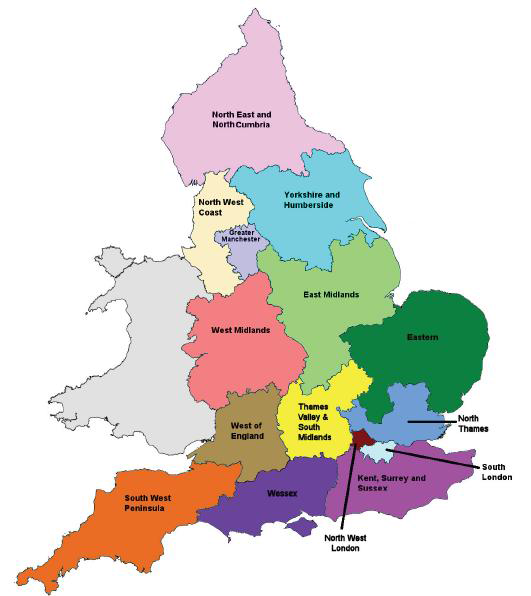 North East and
North Cumbria
North West
Coast
Yorkshire and
Humberside
Greater
Manchester
East Midlands
West Midlands
Eastern
Thames
Valley &
South
Midlands
West of
England
North
Thames
South
London
Kent, Surrey and
Sussex
Wessex
South West
Peninsula
North West
London